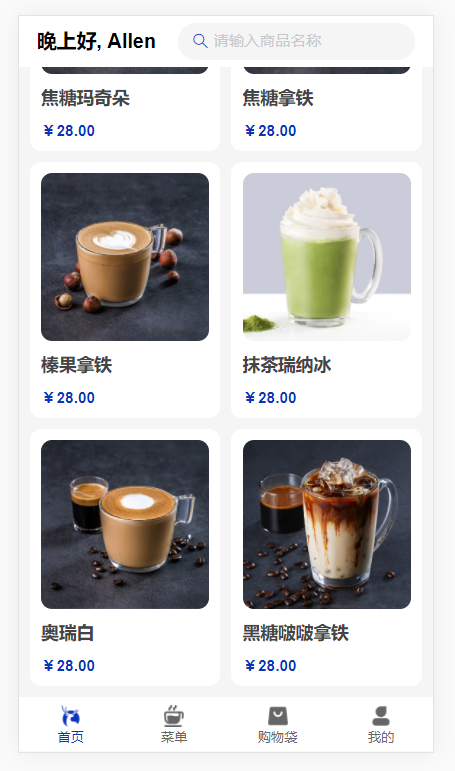 晚上好, Allen
请输入商品名称
焦糖玛奇朵
焦糖拿铁
￥28.00
￥28.00
榛果拿铁
抹茶瑞纳冰
￥28.00
￥28.00
奥瑞白
黑糖啵啵拿铁
￥28.00
￥28.00
首页
菜单
购物袋
我的